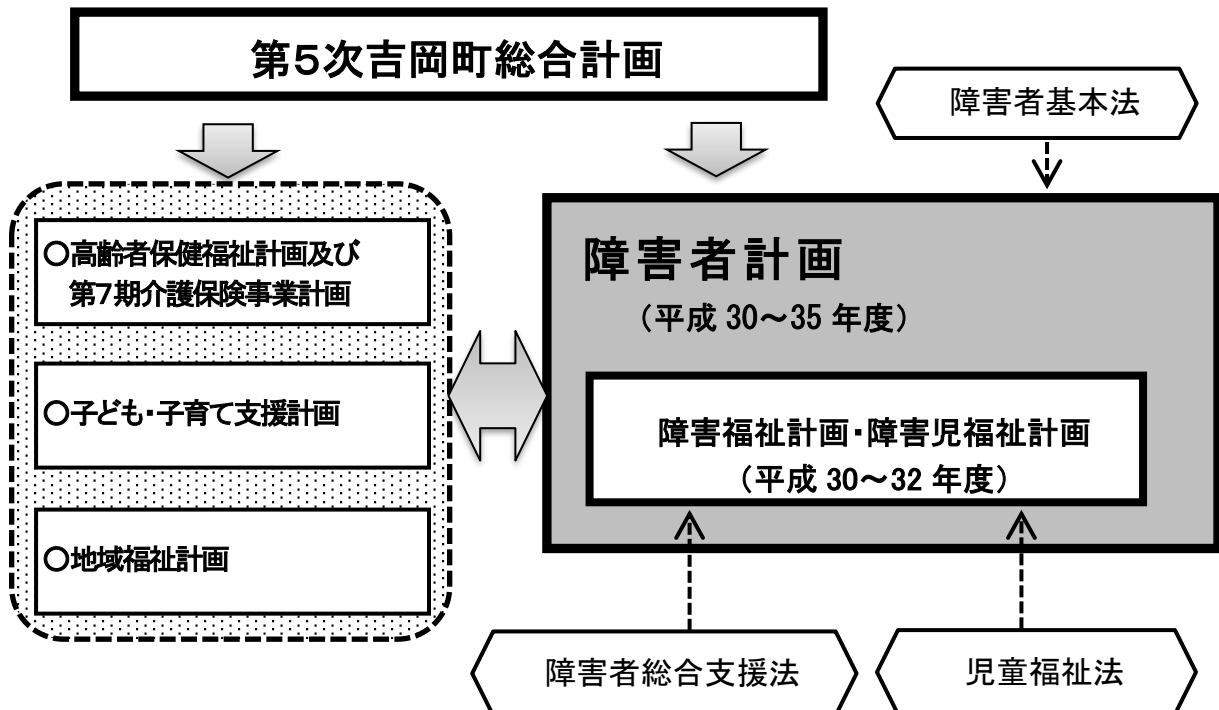 第5次吉岡町総合計画
障害者基本法
○高齢者保健福祉計画及び
第7期介護保険事業計画
○子ども・子育て支援計画
○地域福祉計画
障害者計画
（平成 30～35 年度）
障害福祉計画・障害児福祉計画
（平成 30～32 年度）
障害者総合支援法
児童福祉法